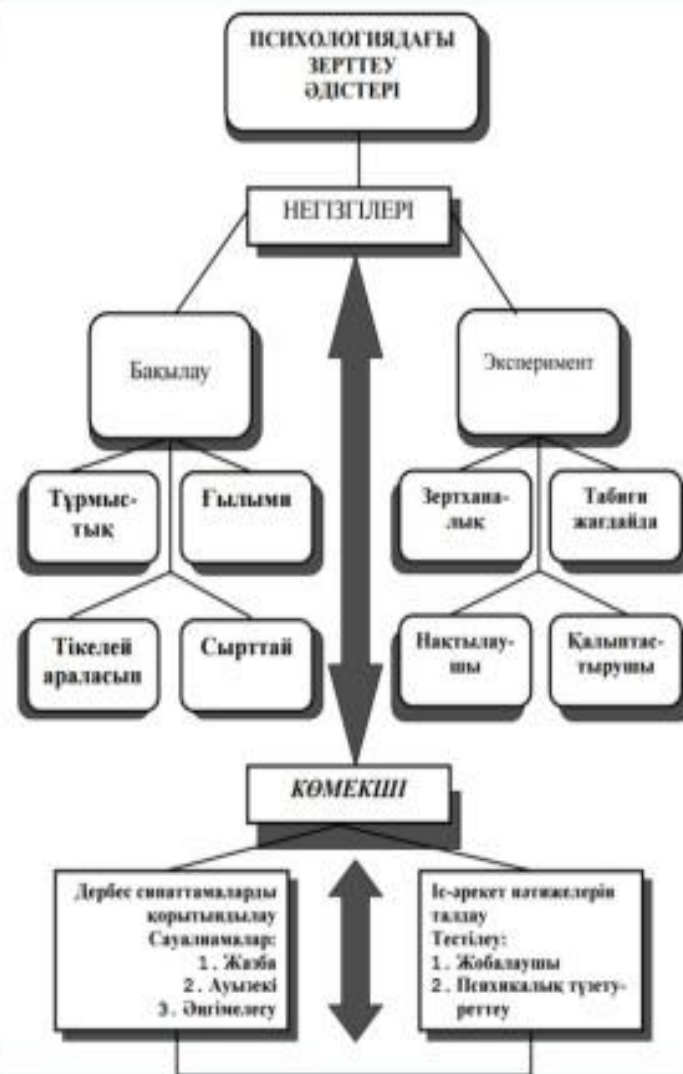 ПСИХОЛОГИЯДАҒЫ
ЗЕРТТЕУ
ӘДІСТЕРІ
НЕГІЗГІЛЕРІ
Бақылау
Эксперимент
Тұрмыс-
тық
Ғылыми
Зертхана-
лық
Табиғи
жағдайда
Тікелей
араласып
Сырттай
Нақтылау-
шы
Қалыптас-
тырушы
КӨМЕКШІ
Дербес сипаттамаларды
қорытындылау
Сауалнамалар:
1. Жазба
2. Ауызекі
3. Әңгімелесу
Іс-әрекет нәтижелерін
талдау
Тестілеу:
1. Жобалаушы
2. Психикалық түзету-
реттеу